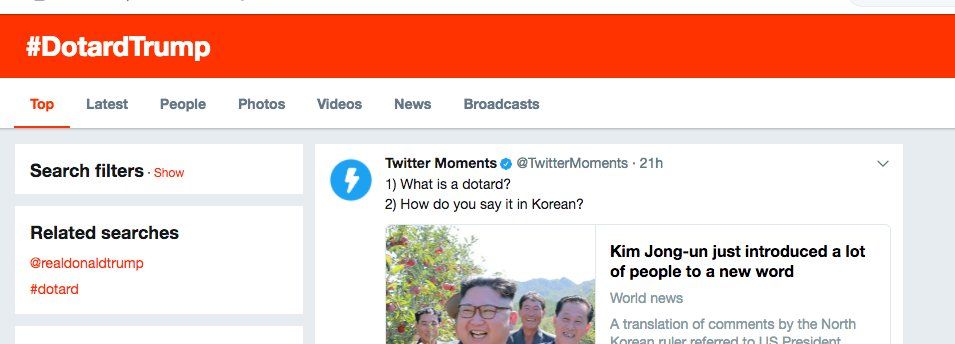 #DotardTrump
Top Latest People Photos Videos News Broadcasts
Search filters · Show
Related searches
@realdonaldtrump
#dotard
Twitter Moments @TwitterMoments · 21h
1) What is a dotard?
2) How do you say it in Korean?
Kim Jong-un just introduced a lot
of people to a new word
World news
A translation of comments by the North
Korean ruler referred to US President